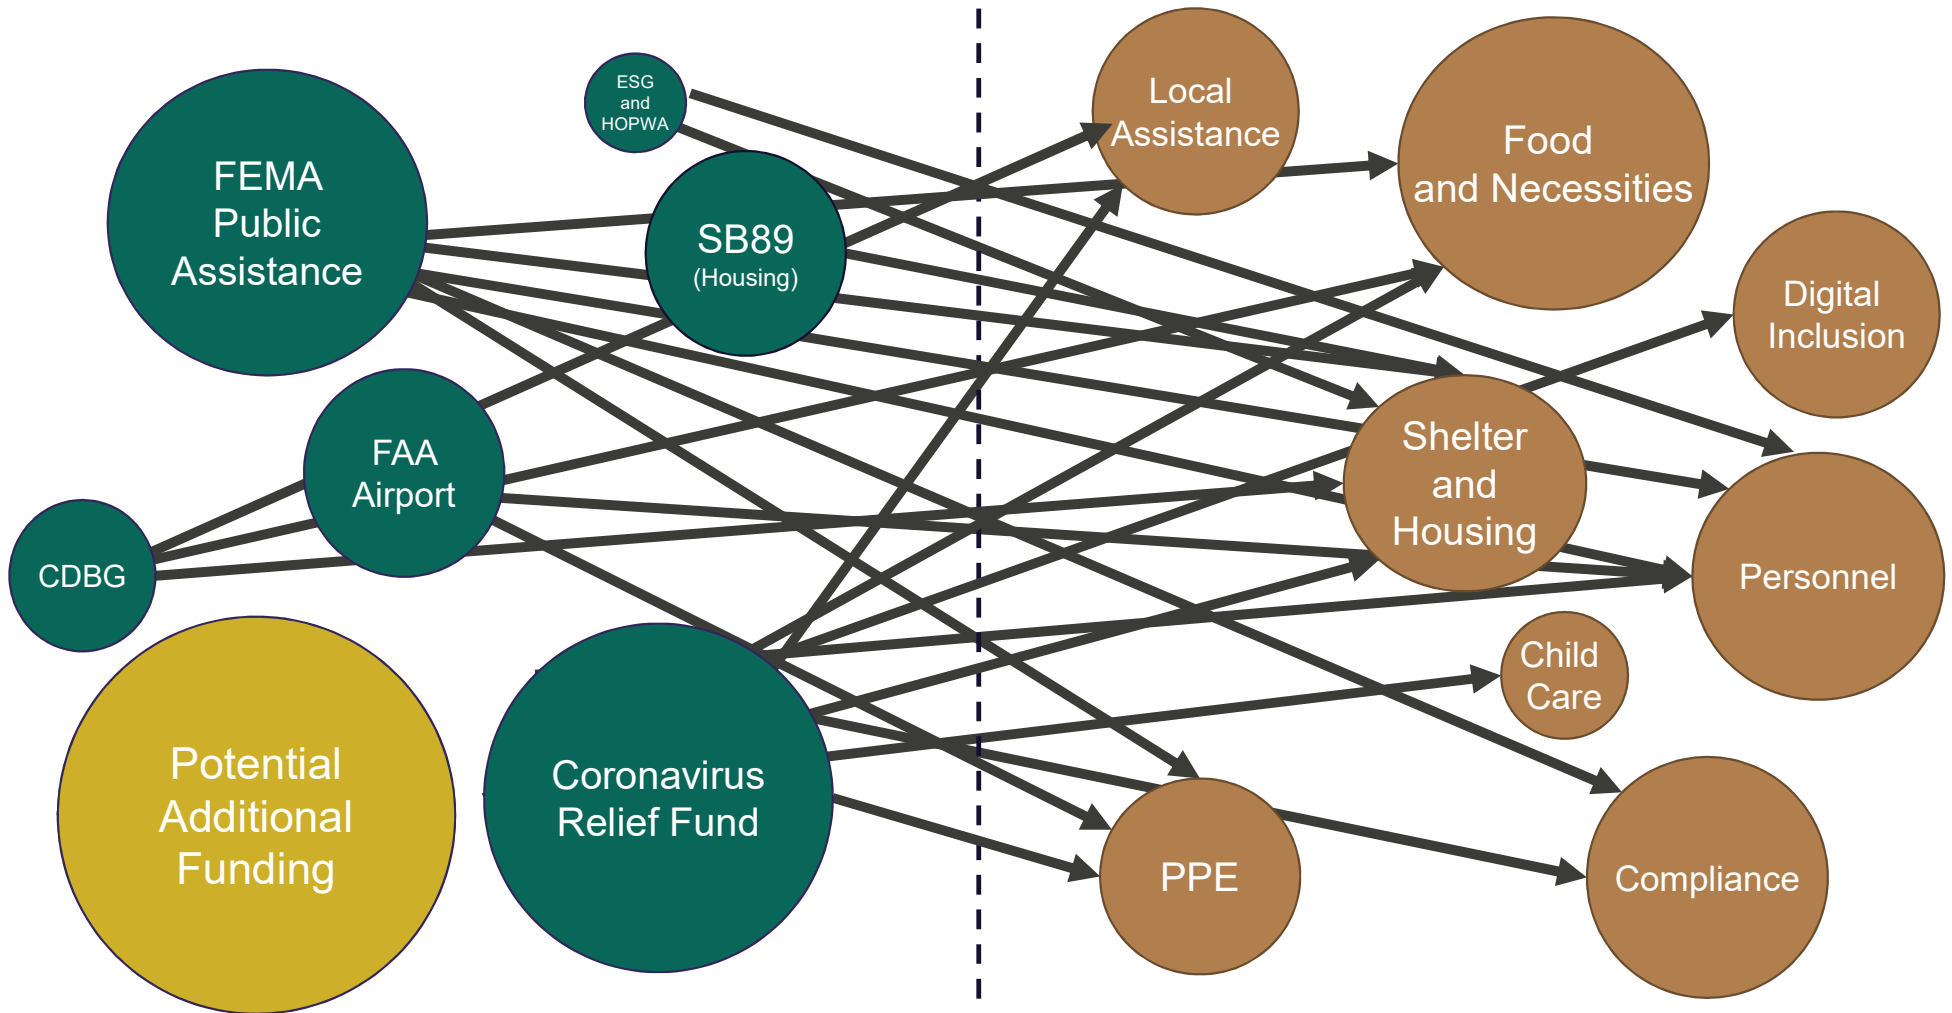 FEMA
Public
Assistance
ESG
and
HOPWA
SB89
(Housing)
FAA
Airport
CDBG
Potential
Additional
Funding
Coronavirus
Relief Fund
Local
Assistance
Food
and Necessities
Digital
Inclusion
Shelter
and
Housing
Personnel
Child
Care
PPE
Compliance